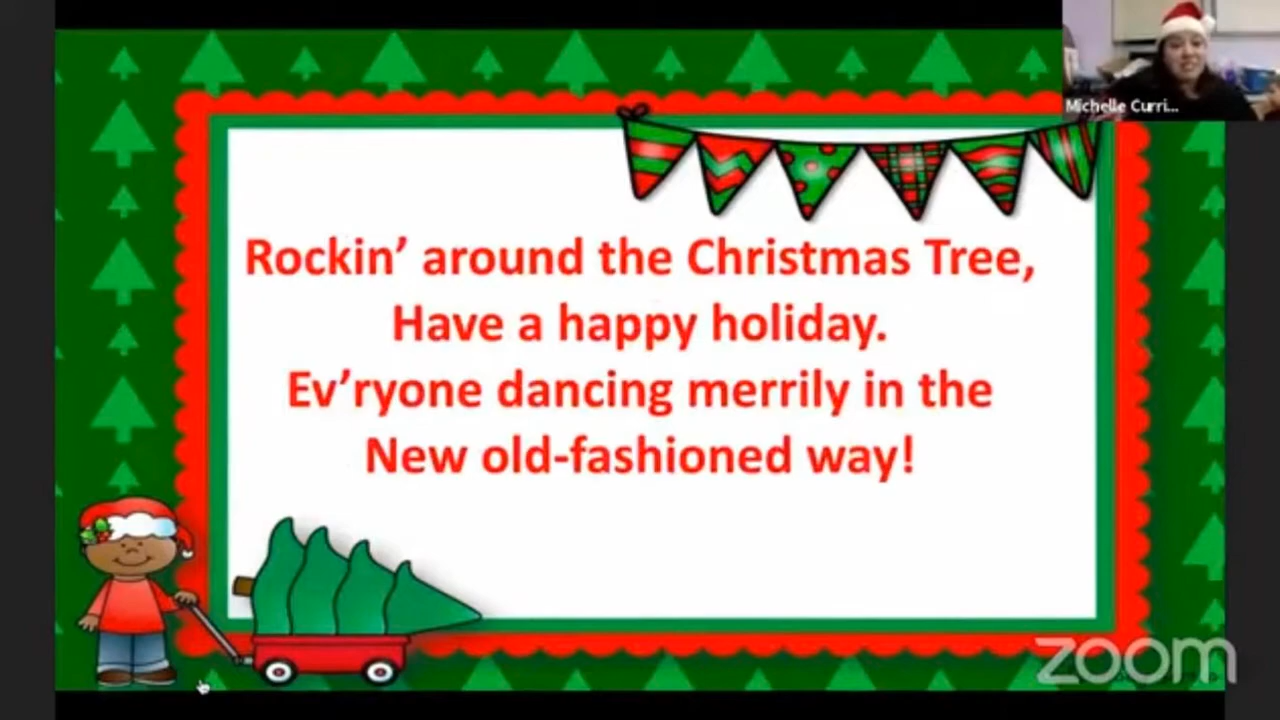 Michelle Curri...
Rockin’ around the Christmas Tree,
Have a happy holiday.
Ev’ryone dancing merrily in the
New old-fashioned way!
zoom